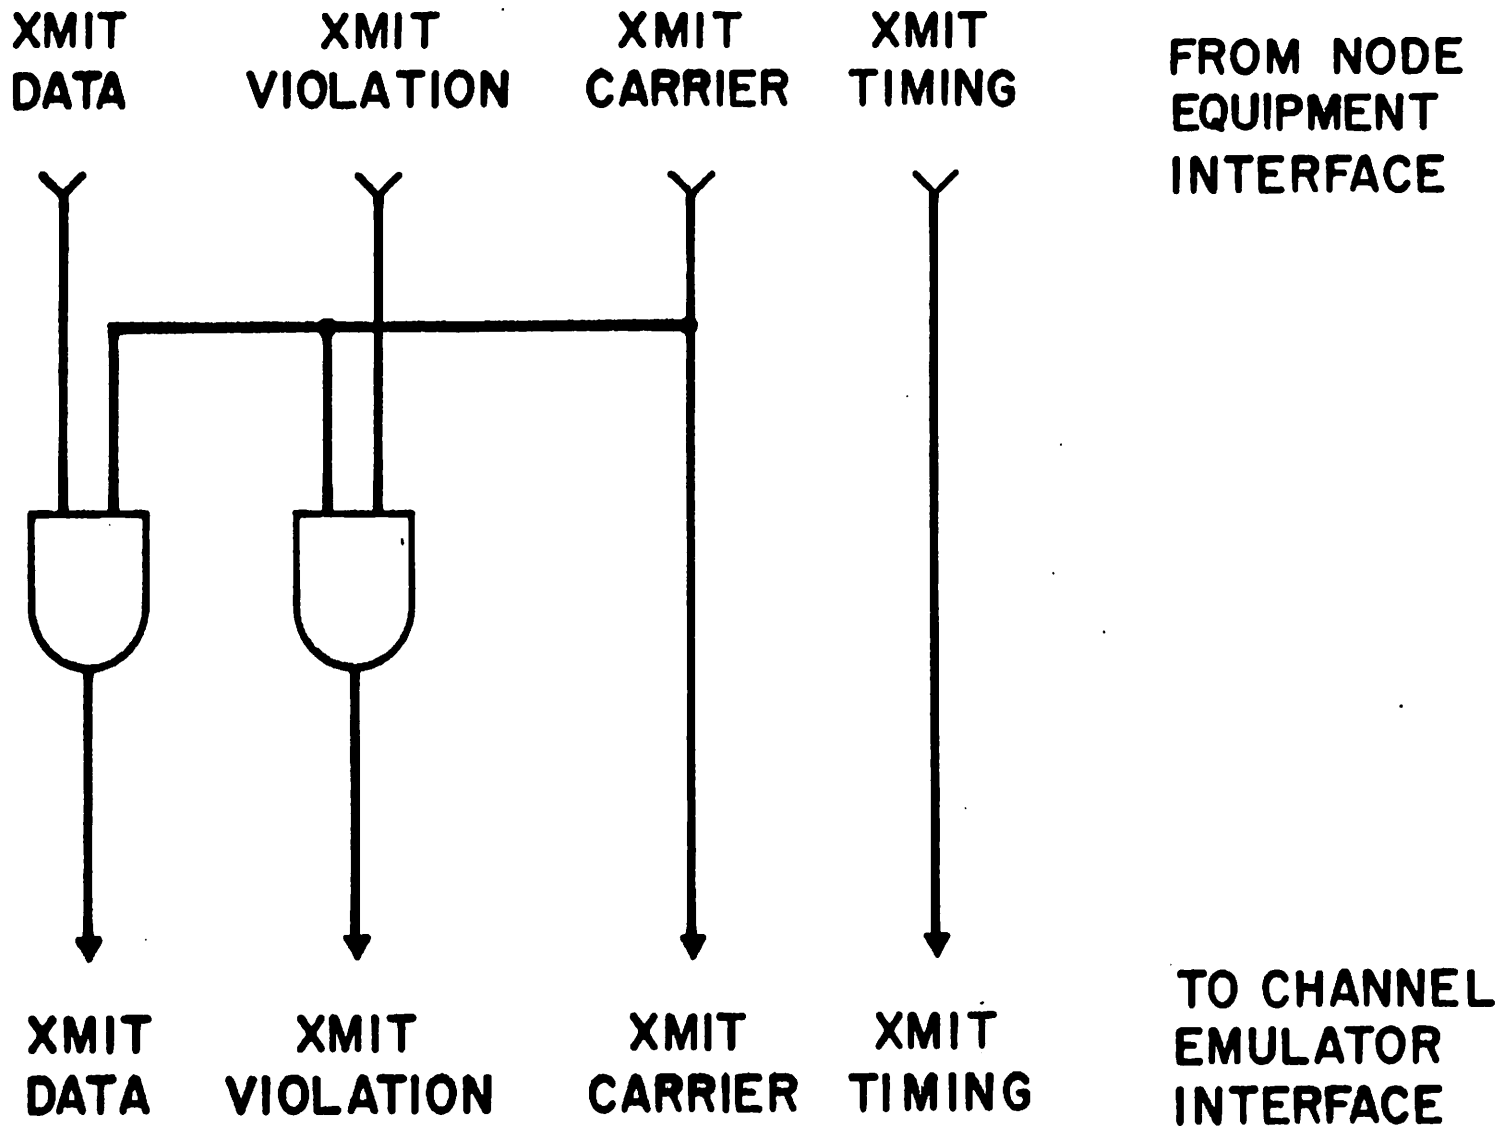 XMIT
DATA
XMIT
VIOLATION
XMIT
CARRIER
XMIT
TIMING
FROM NODE
EQUIPMENT
INTERFACE
XMIT
DATA
XMIT
VIOLATION
XMIT
CARRIER
XMIT
TIMING
TO CHANNEL
EMULATOR
INTERFACE